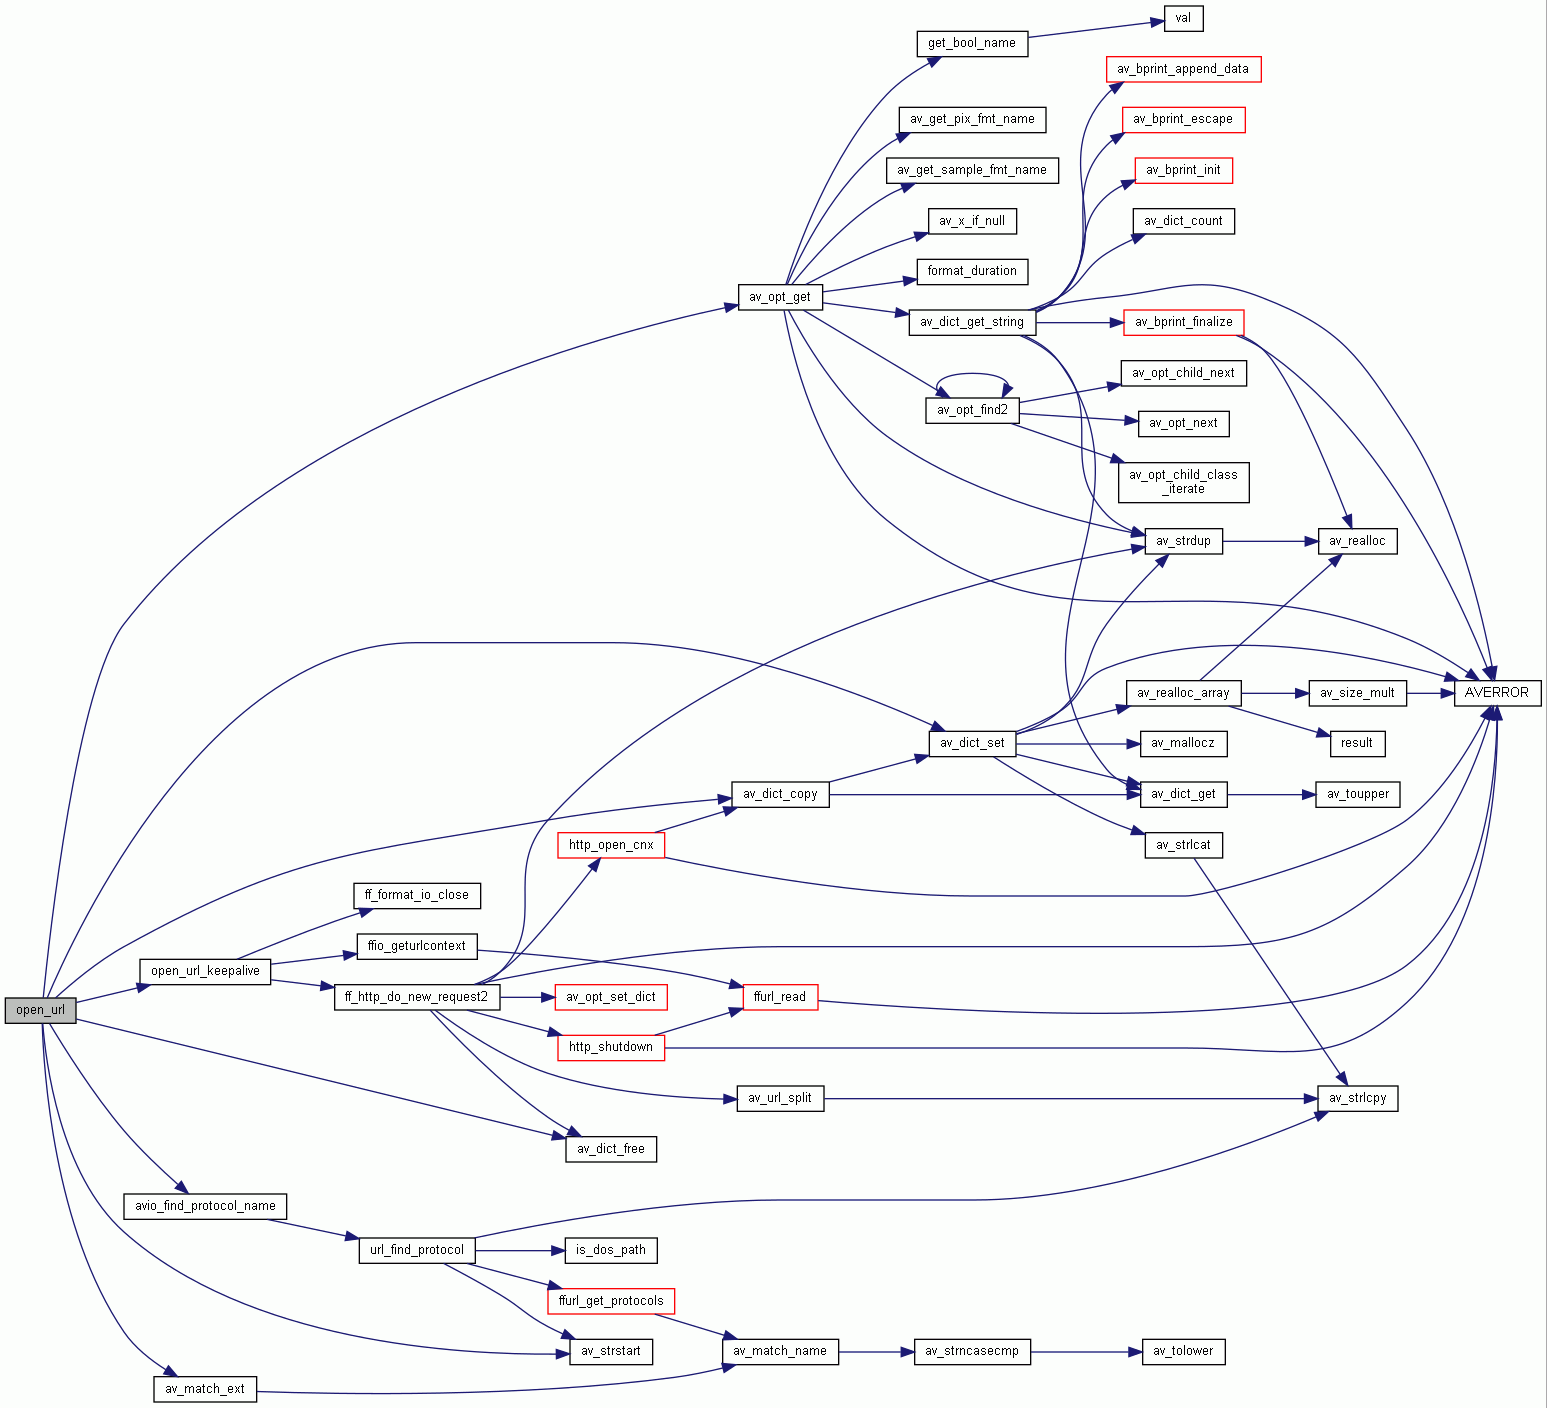 val
get_bool_name
av_bprint_append_data
av_get_pix_fmt_name
av_bprint_escape
av_get_sample_fmt_name
av_bprint_init
av_x_if_null
av_dict_count
format_duration
av_opt_get
av_dict_get_string
av_bprint_finalize
av_opt_child_next
av_opt_find2
av_opt_next
av_opt_child_class
_iterate
av_strdup
av_realloc
av_realloc_array
av_size_mult
AVERROR
av_dict_set
av_mallocz
result
av_dict_copy
av_dict_get
av_toupper
http_open_cnx
av_strlcat
ff_format_io_close
ffio_geturlcontext
open_url_keepalive
ff_http_do_new_request2
av_opt_set_dict
ffurl_read
open_url
http_shutdown
av_url_split
av_strlcpy
av_dict_free
avio_find_protocol_name
url_find_protocol
is_dos_path
ffurl_get_protocols
av_strstart
av_match_name
av_strncasecmp
av_tolower
av_match_ext